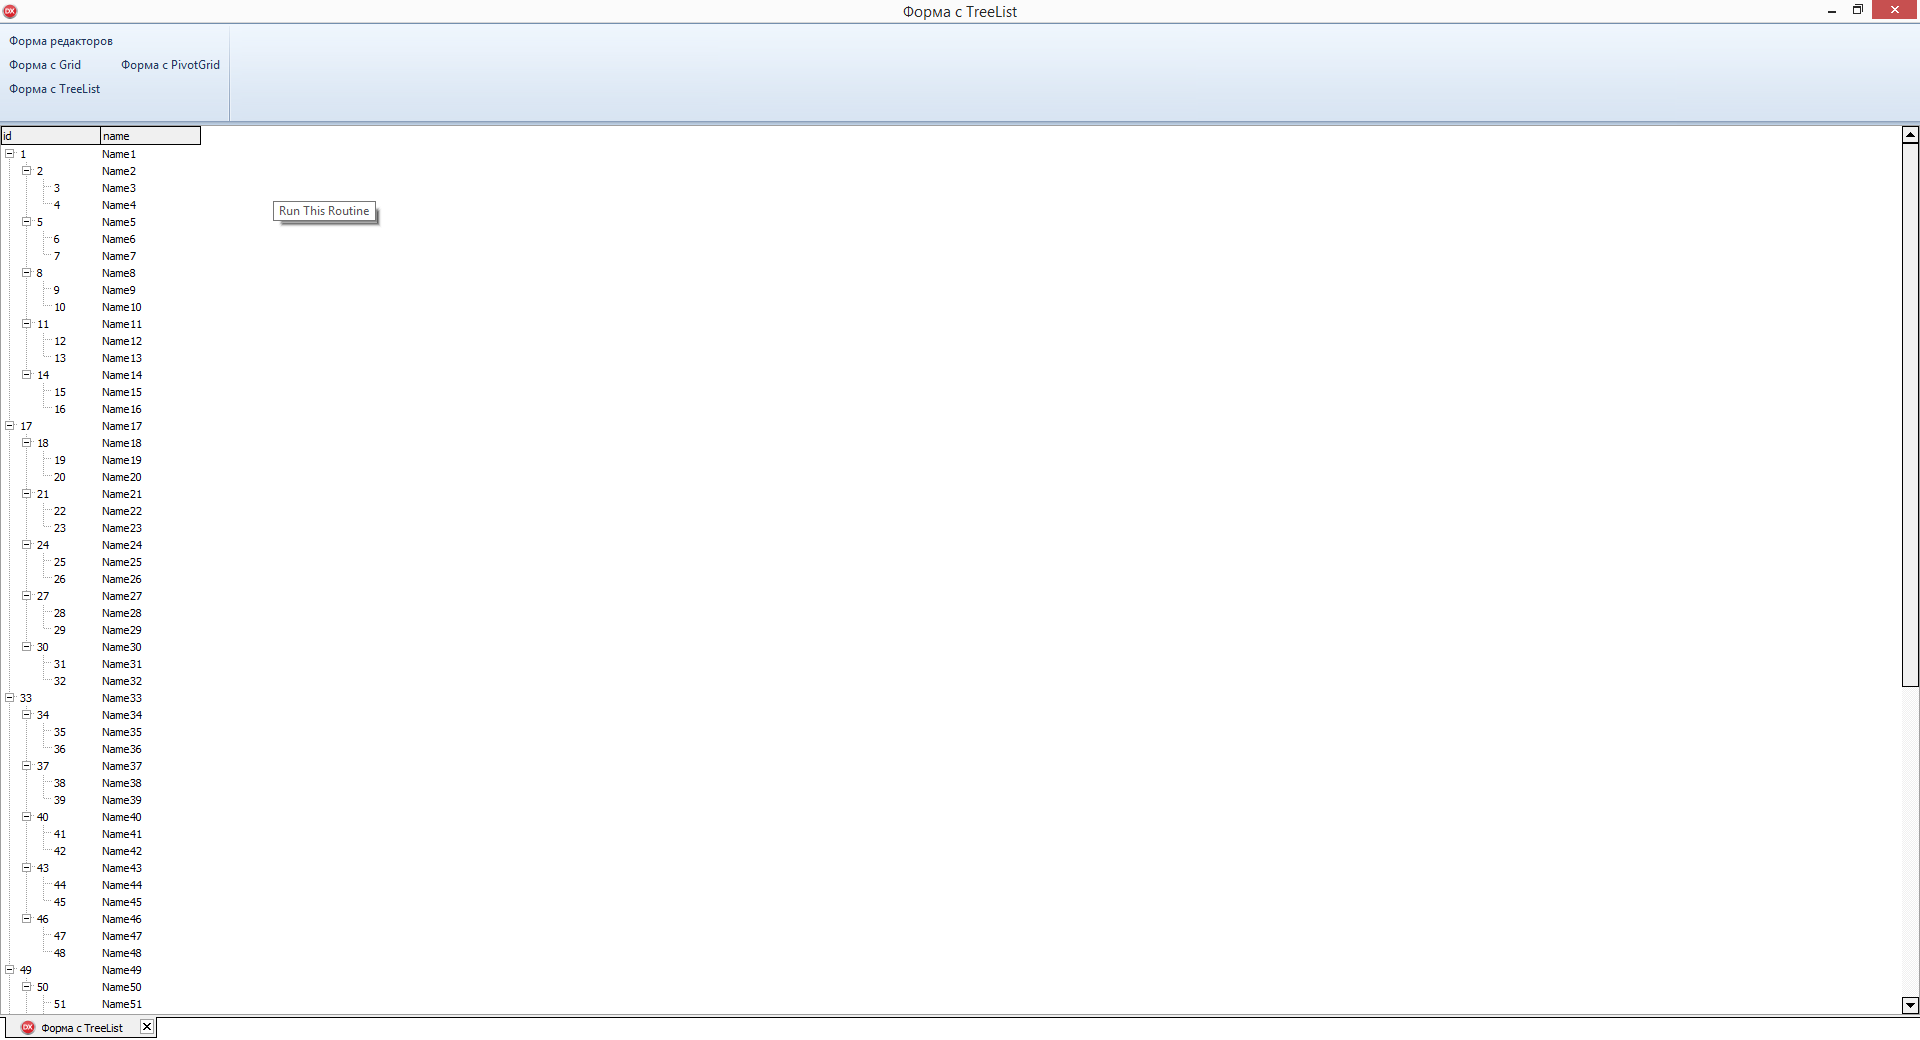 Форма с TreeList
Форма редакторов
Форма с Grid Форма с PivotGrid
Форма с TreeList
id name
1 Name1
2 Name2
3 Name3
4 Name4
Run This Routine
5 Name5
6 Name6
7 Name7
8 Name8
9 Name9
10 Name10
11 Name11
12 Name12
13 Name13
14 Name14
15 Name15
16 Name16
17 Name17
18 Name18
19 Name19
20 Name20
21 Name21
22 Name22
23 Name23
24 Name24
25 Name25
26 Name26
27 Name27
28 Name28
29 Name29
30 Name30
31 Name31
32 Name32
33 Name33
34 Name34
35 Name35
36 Name36
37 Name37
38 Name38
39 Name39
40 Name40
41 Name41
42 Name42
43 Name43
44 Name44
45 Name45
46 Name46
47 Name47
48 Name48
49 Name49
50 Name50
51 Name51
DX Форма с TreeList